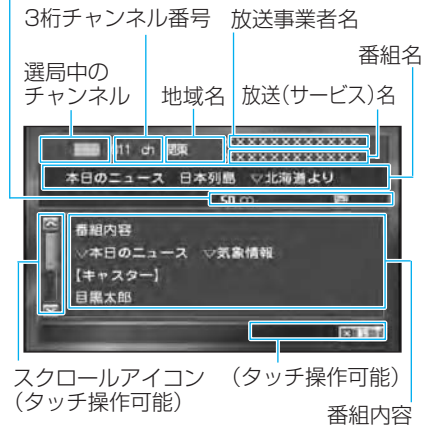 3桁チャンネル番号 放送事業者名
番組名
選局中の
チャンネル 地域名 放送(サービス)名
011 ch 関東 ××××××××××××
××××××××××××
本日のニュース 日本列島 ▽北海道より
番組内容
▽本日のニュース ▽気象情報
【キャスター】
目黒太郎
スクロールアイコン (タッチ操作可能)
(タッチ操作可能)
番組内容